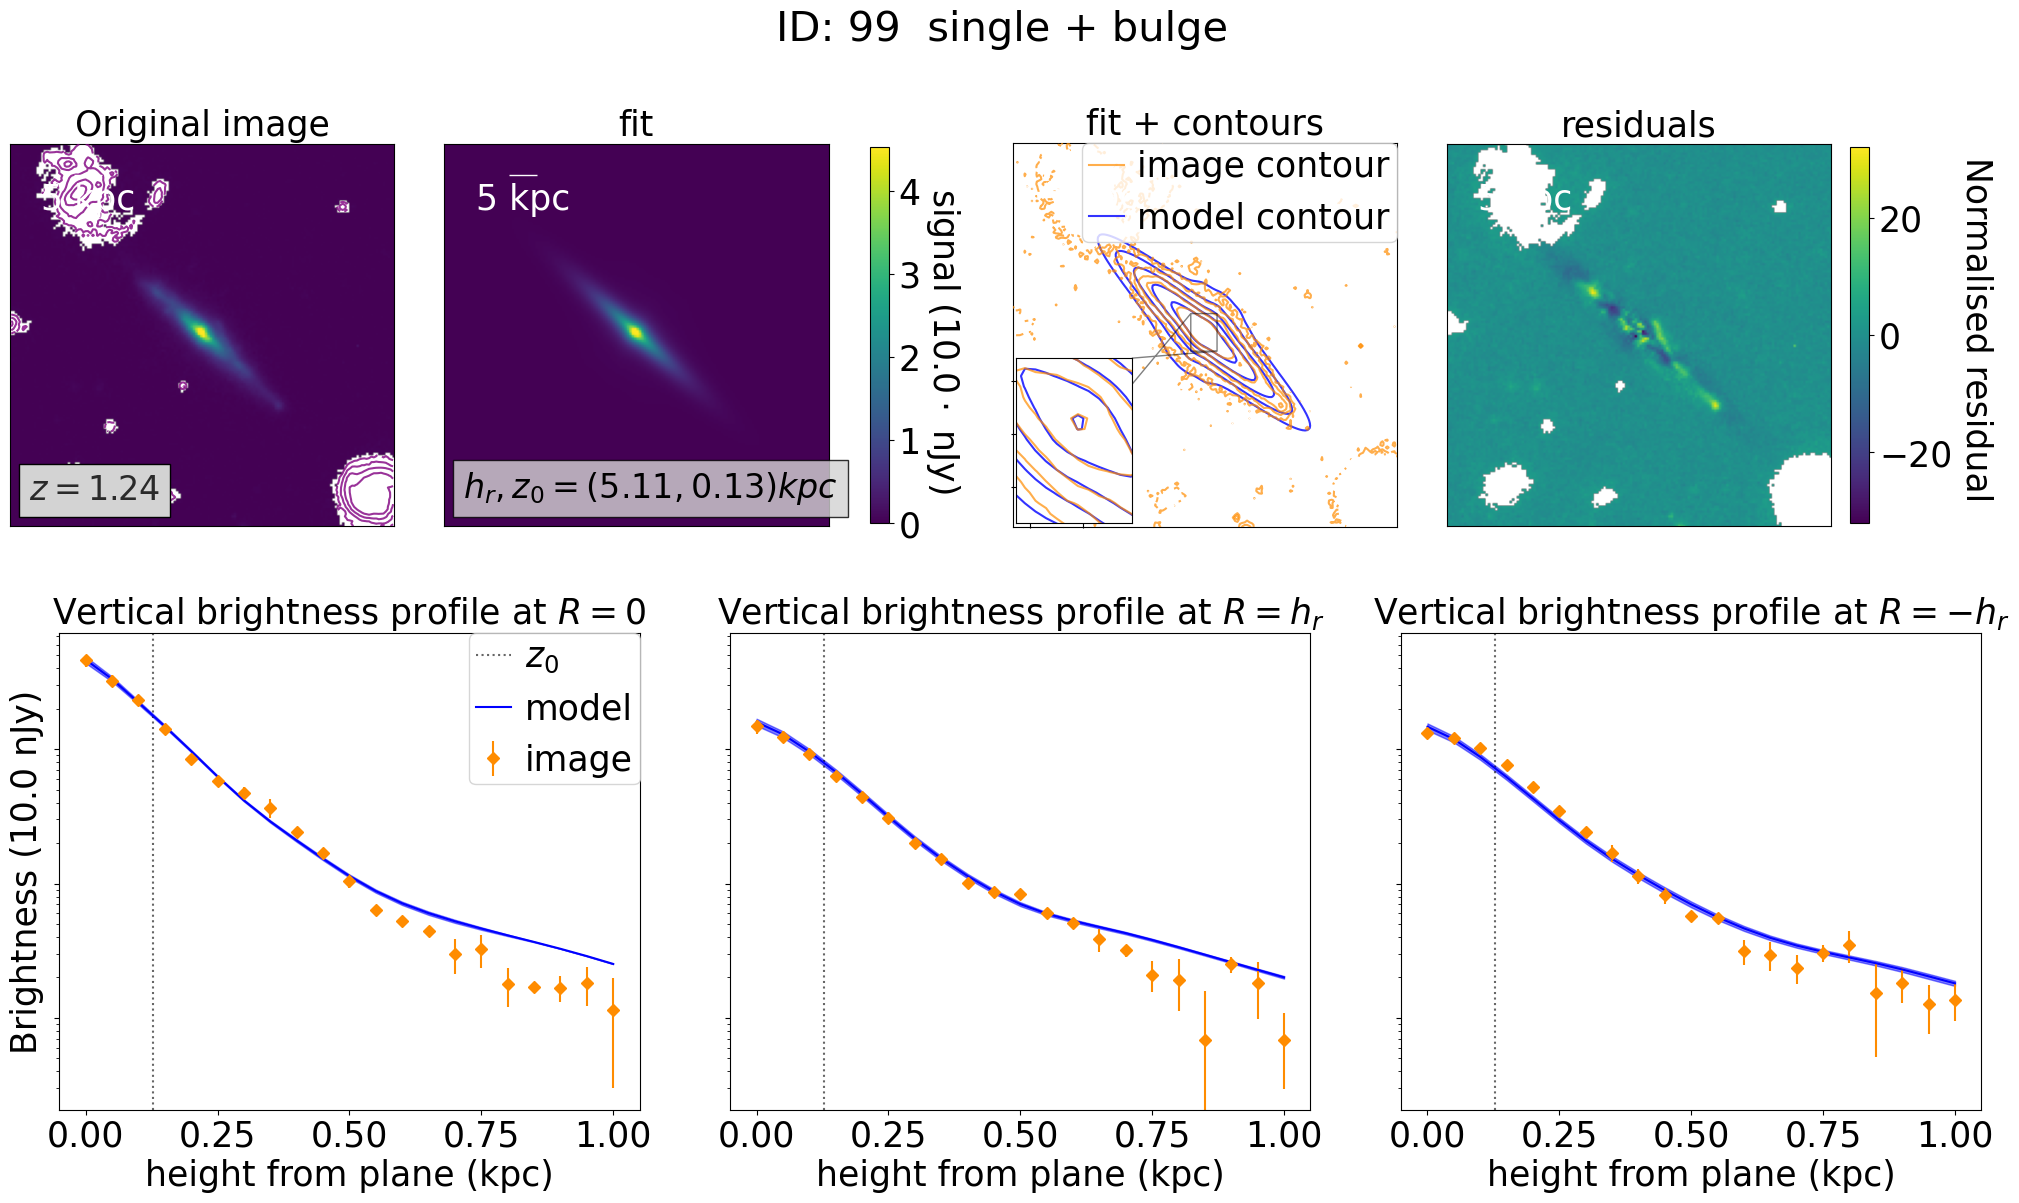 ID: 99 single + bulge
Original image
fit
fit + contours
residuals
5 kpc
pc
z = 1.24
h_r, z_0 = (5.11, 0.13)kpc
4
3
2
1
0
signal (10.0 · nJy)
image contour
model contour
pc
20
0
−20
Normalised residual
Vertical brightness profile at R = 0
Vertical brightness profile at R = h_r
Vertical brightness profile at R = −h_r
z_0
model
image
Brightness (10.0 nJy)
0.00 0.25 0.50 0.75 1.00
height from plane (kpc)
0.00 0.25 0.50 0.75 1.00
height from plane (kpc)
0.00 0.25 0.50 0.75 1.00
height from plane (kpc)